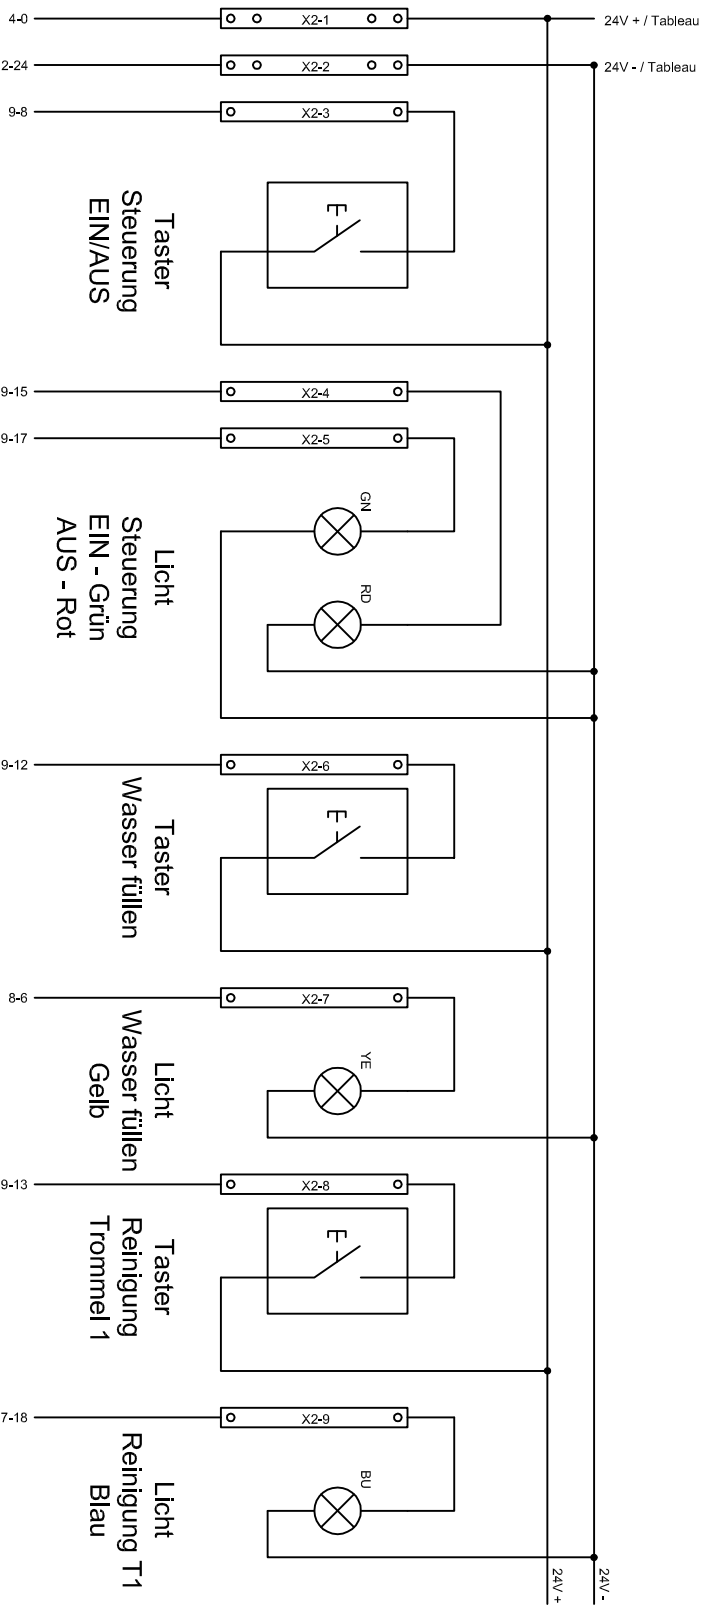 4-0
X2-1
24V + / Tableau
2-24
X2-2
24V - / Tableau
9-8
X2-3
Taster
Steuerung
EIN/AUS
9-15
X2-4
9-17
X2-5
GN
RD
Licht
Steuerung
EIN - Grün
AUS - Rot
9-12
X2-6
Taster
Wasser füllen
8-6
X2-7
YE
Licht
Wasser füllen
Gelb
9-13
X2-8
Taster
Reinigung
Trommel 1
7-18
X2-9
BU
Licht
Reinigung T1
Blau
24V -
24V +